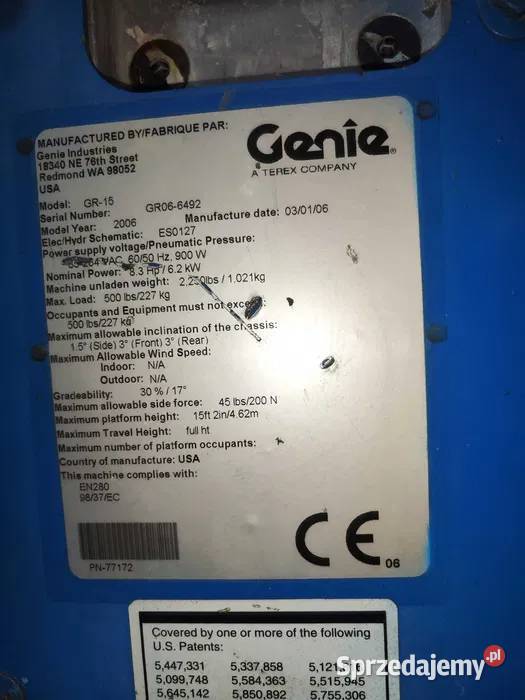 MANUFACTURED BY/FABRIQUE PAR:
Genie Industries
18340 NE 76th Street
Redmond WA 98052
USA
Genie
A TEREX COMPANY
Model: GR-15
Serial Number: GR06-6492
Model Year: 2006 Manufacture date: 03/01/06
Elec/Hydr Schematic: ES0127
Power supply voltage/Pneumatic Pressure:
VAC, 60/50 Hz, 900 W
Nominal Power: 8.3 Hp / 6.2 kW
Machine unladen weight: lbs / 1.021kg
Max. Load: 500 lbs/227 kg
Occupants and Equipment must not exceed:
500 lbs/227 kg
Maximum allowable inclination of the chassis:
1.5° (Side) 3° (Front) 3° (Rear)
Maximum Allowable Wind Speed:
Indoor: N/A
Outdoor: N/A
Gradeability: 30 % / 17°
Maximum allowable side force: 45 lbs/200 N
Maximum platform height: 15ft 2in/4.62m
Maximum Travel Height: full ht
Maximum number of platform occupants:
Country of manufacture: USA
This machine complies with:
EN280
98/37/EC
CE 06
PN-77172
Covered by one or more of the following
U.S. Patents:
5,447,331 5,337,858
5,099,748 5,584,363 5,515,945
5,645,142 5,850,892 5,755,306
Sprzedajemy.pl